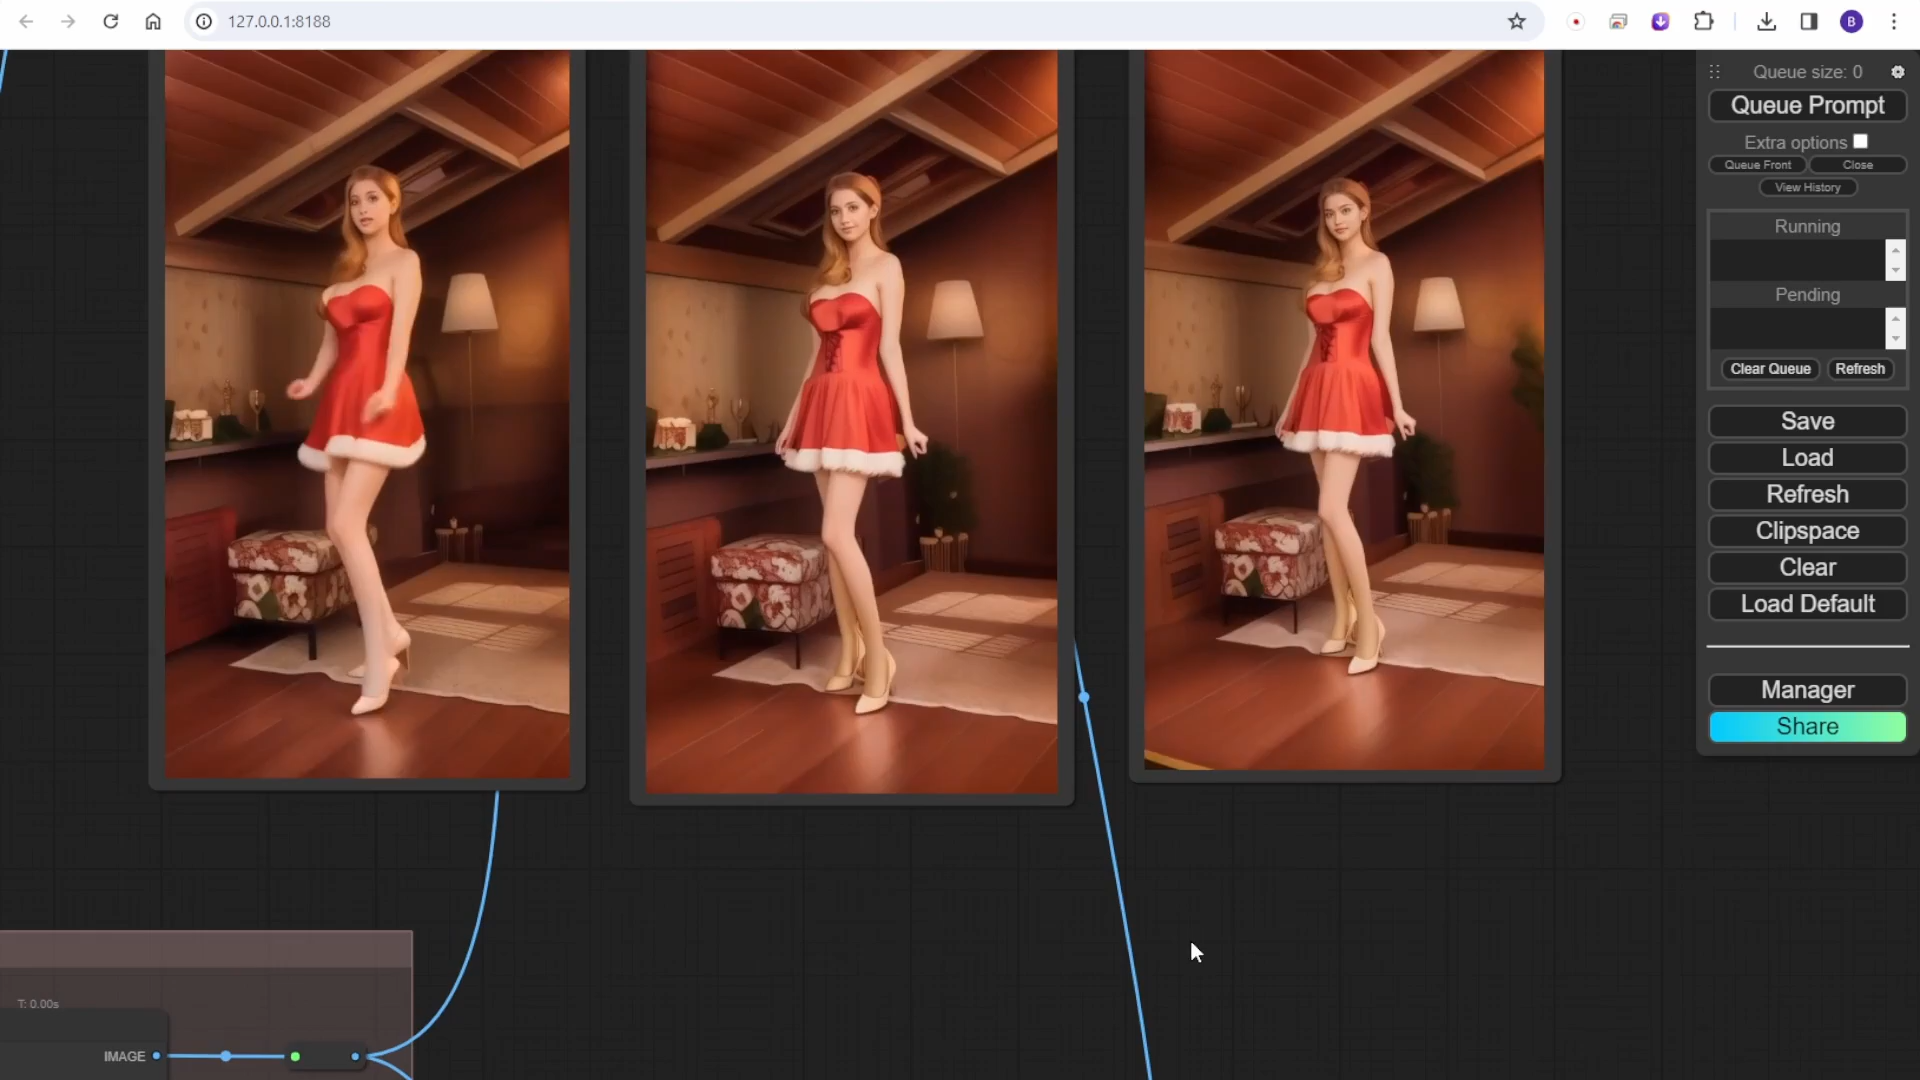 127.0.0.1:8188
B
Queue size: 0
Queue Prompt
Extra options
Queue Front
Close
View History
Running
Pending
Clear Queue
Refresh
Save
Load
Refresh
Clipspace
Clear
Load Default
Manager
Share
T: 0.00s
IMAGE